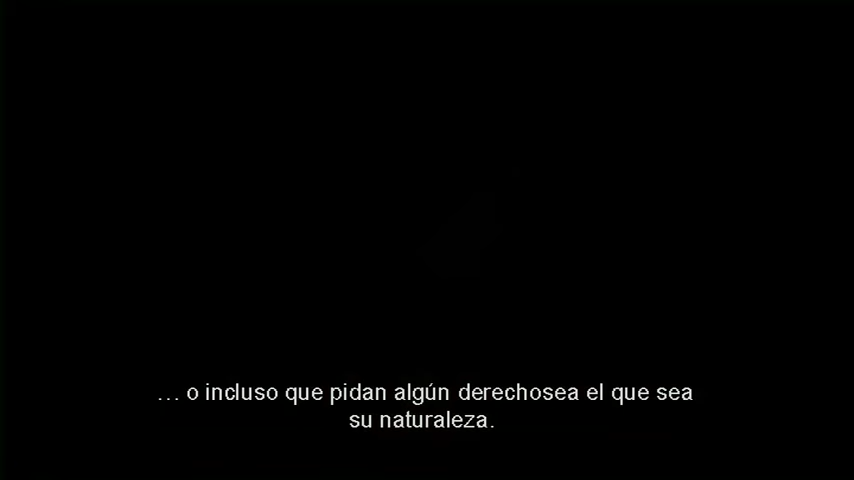 … o incluso que pidan algún derechosea el que sea
su naturaleza.